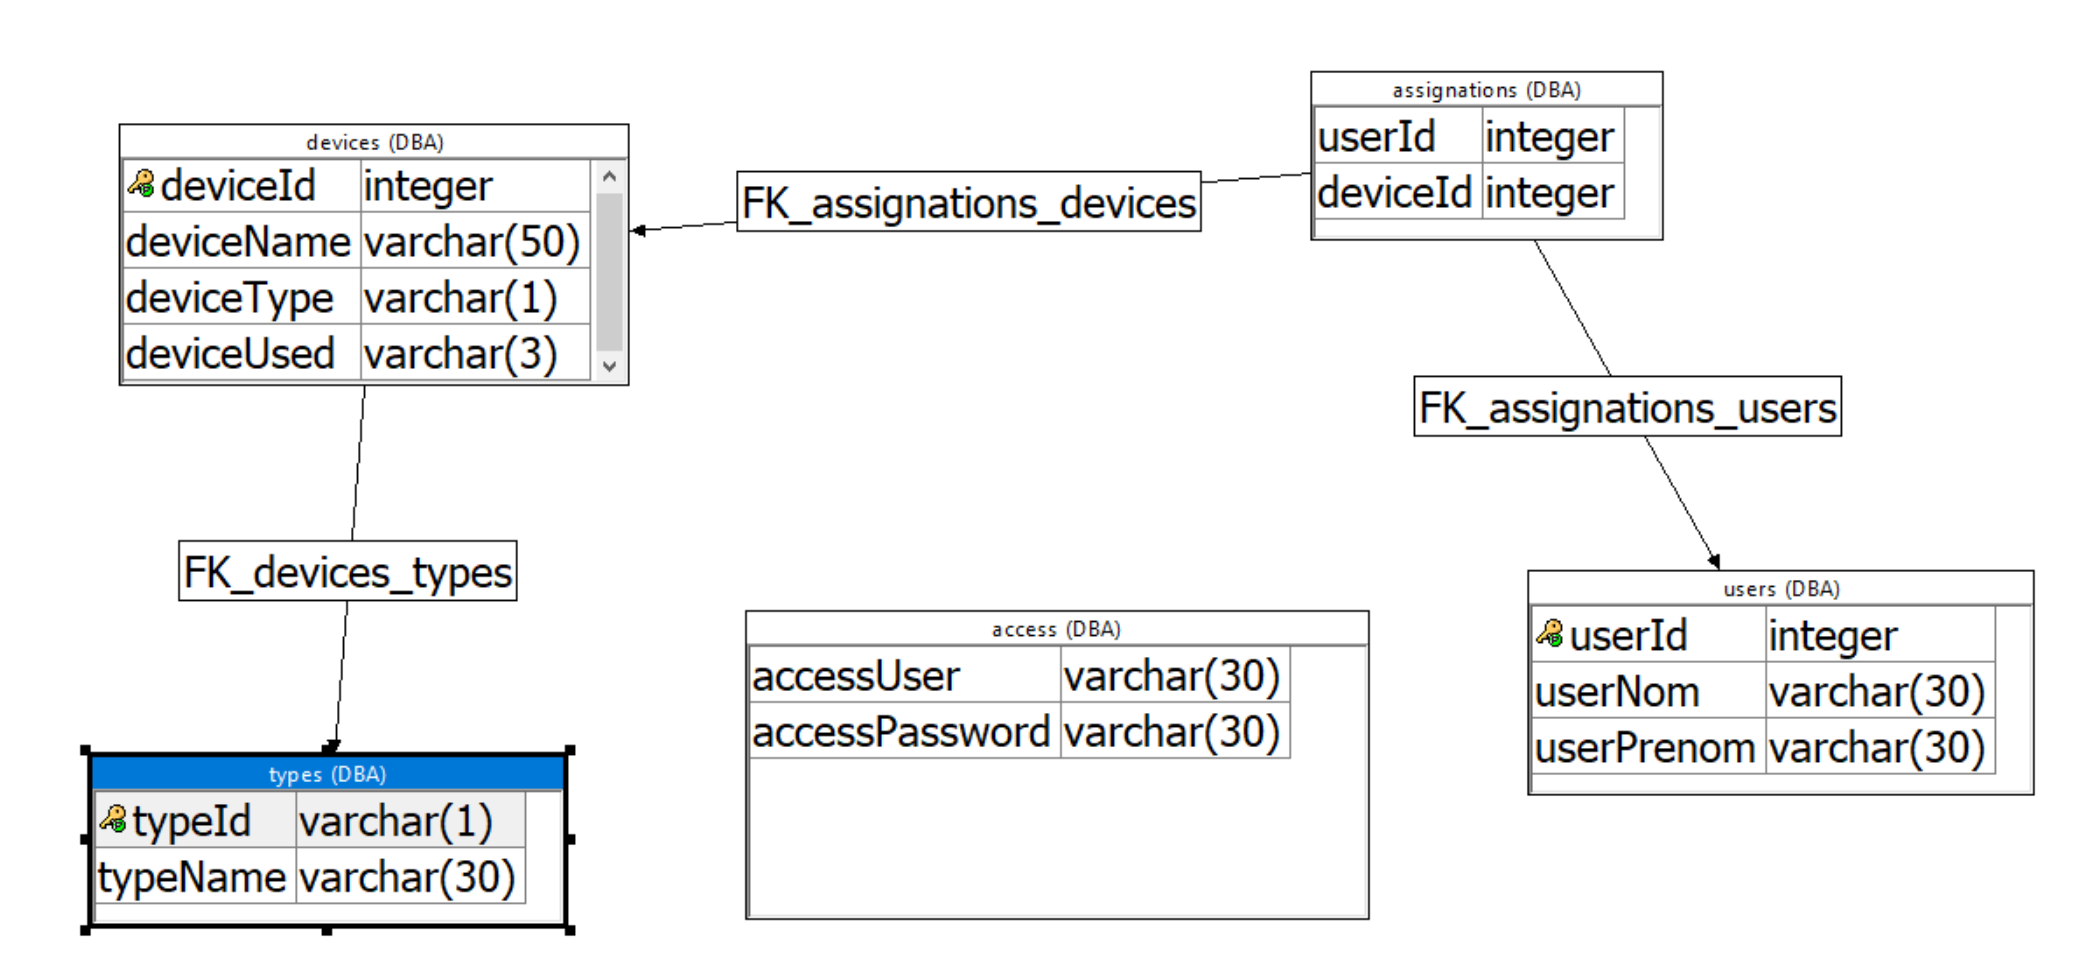 devices (DBA)
deviceId integer
deviceName varchar(50)
deviceType varchar(1)
deviceUsed varchar(3)
FK_assignations_devices
assignations (DBA)
userId integer
deviceId integer
FK_assignations_users
FK_devices_types
types (DBA)
typeId varchar(1)
typeName varchar(30)
access (DBA)
accessUser varchar(30)
accessPassword varchar(30)
users (DBA)
userId integer
userNom varchar(30)
userPrenom varchar(30)